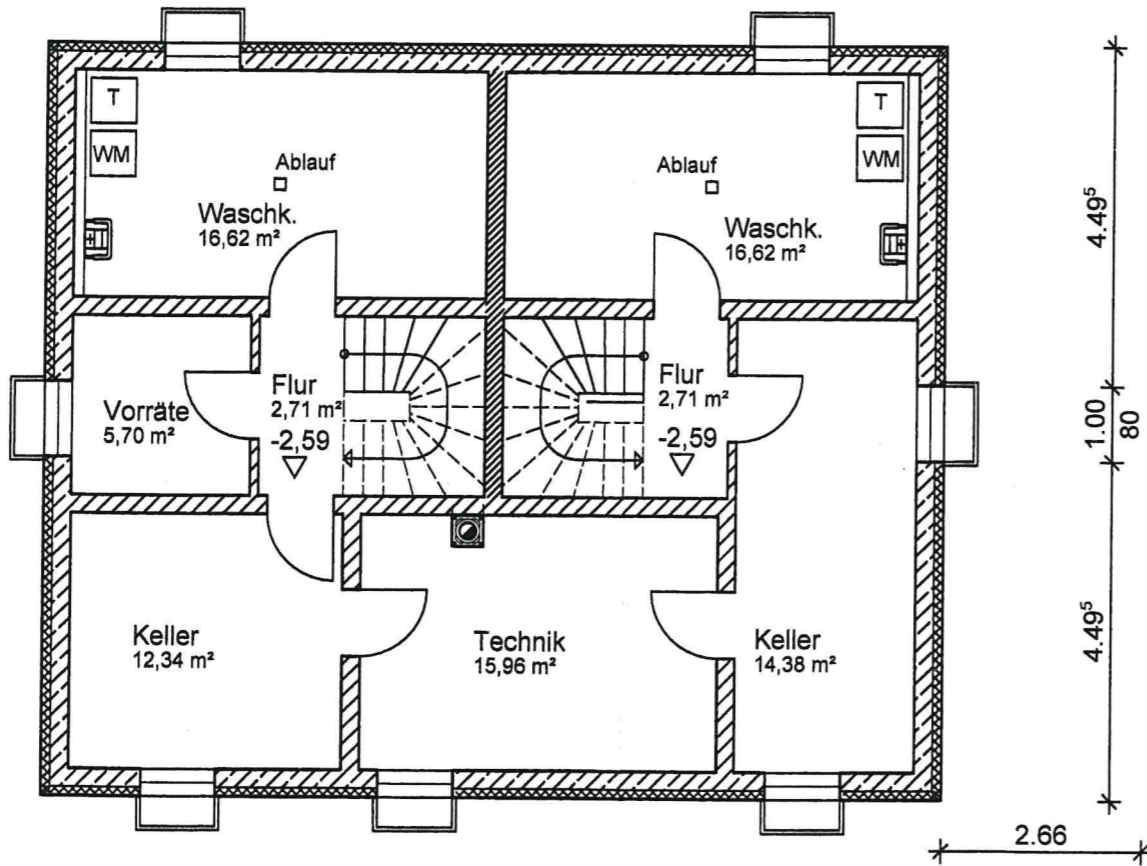 T
WM
Ablauf
Waschk.
16,62 m²
T
WM
Ablauf
Waschk.
16,62 m²
4.49⁵
Vorräte
5,70 m²
Flur
2,71 m²
-2,59
Flur
2,71 m²
-2,59
1.00
80
Keller
12,34 m²
Technik
15,96 m²
Keller
14,38 m²
4.49⁵
2.66